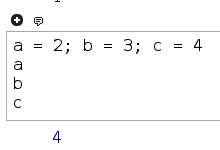 a = 2; b = 3; c = 4
a
b
c
4